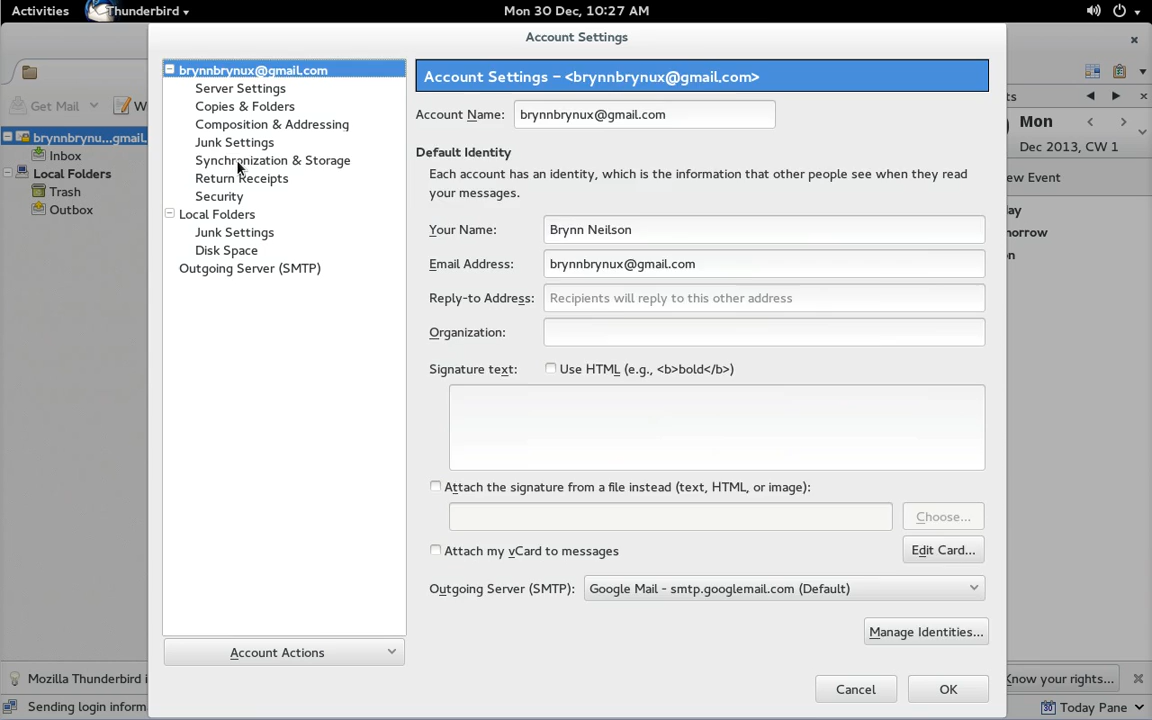 Activities Thunderbird Mon 30 Dec, 10:27 AM
Account Settings
brynnbrynux@gmail.com
Server Settings
Copies & Folders
Composition & Addressing
Junk Settings
Synchronization & Storage
Return Receipts
Security
Local Folders
Junk Settings
Disk Space
Outgoing Server (SMTP)
Account Actions
Account Settings - <brynnbrynux@gmail.com>
Account Name: brynnbrynux@gmail.com
Default Identity
Each account has an identity, which is the information that other people see when they read
your messages.
Your Name: Brynn Neilson
Email Address: brynnbrynux@gmail.com
Reply-to Address: Recipients will reply to this other address
Organization:
Signature text: Use HTML (e.g., <b>bold</b>)
Attach the signature from a file instead (text, HTML, or image):
Choose...
Attach my vCard to messages
Edit Card...
Outgoing Server (SMTP): Google Mail - smtp.googlemail.com (Default)
Manage Identities...
Cancel OK
Get Mail W
brynnbrynu...gmail.
Inbox
Local Folders
Trash
Outbox
ts
Mon
Dec 2013, CW 1
ew Event
ay
morrow
on
Mozilla Thunderbird i
Know your rights...
Sending login inform
Today Pane